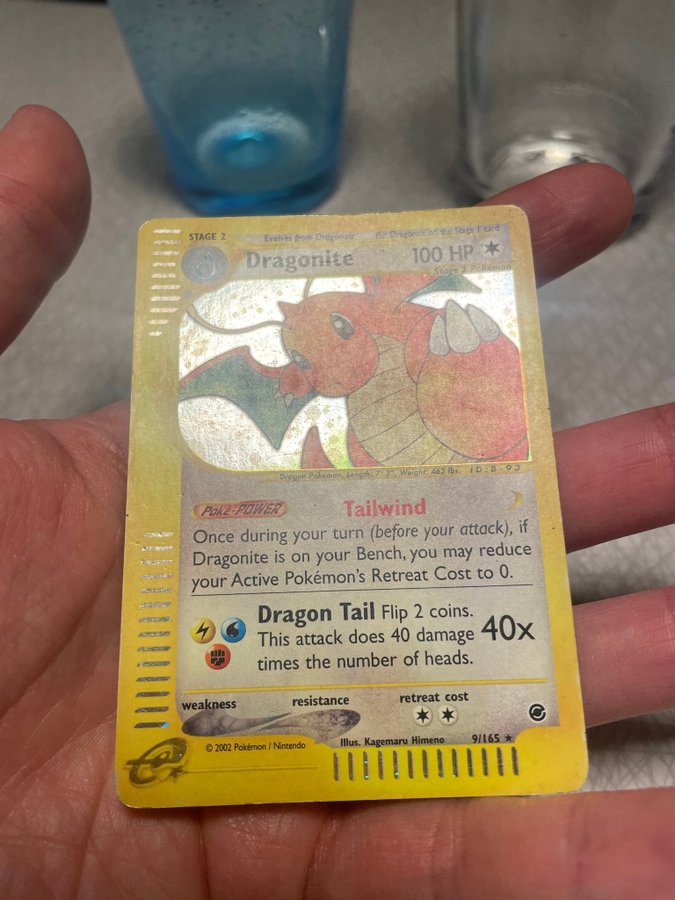 STAGE 2 Evolves from Dragonair Put Dragonite on the Stage 1 card
Dragonite 100 HP
Stage 2 Pokémon
Dragon Pokémon. Length: 7' 3", Weight: 463 lbs. ID:B-93
POKÉ-POWER Tailwind
Once during your turn (before your attack), if
Dragonite is on your Bench, you may reduce
your Active Pokémon's Retreat Cost to 0.
Dragon Tail Flip 2 coins.
This attack does 40 damage 40x
times the number of heads.
weakness resistance retreat cost
© 2002 Pokémon / Nintendo Illus. Kagemaru Himeno 9/165
e